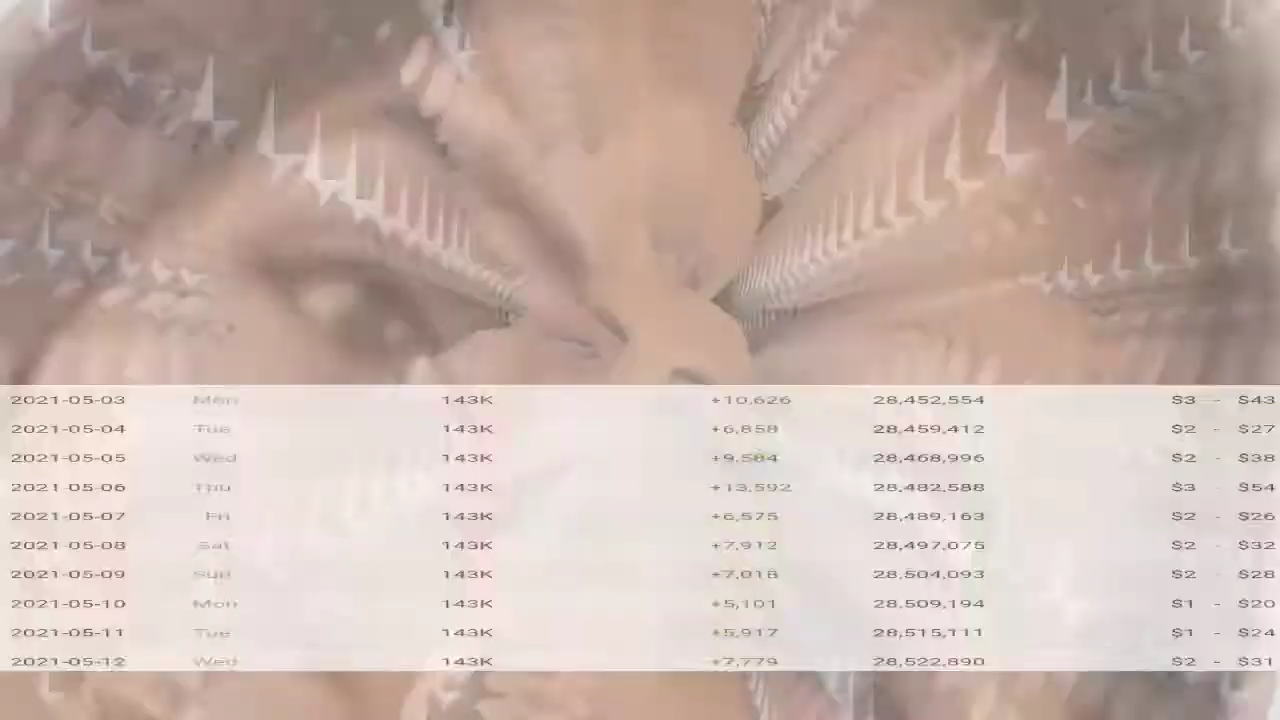 2021-05-03 Mon 143K +10,626 28,452,554 $3 - $43
2021-05-04 Tue 143K +6,858 28,459,412 $2 - $27
2021-05-05 Wed 143K +9,584 28,468,996 $2 - $38
2021-05-06 Thu 143K +13,592 28,482,588 $3 - $54
2021-05-07 Fri 143K +6,575 28,489,163 $2 - $26
2021-05-08 Sat 143K +7,912 28,497,075 $2 - $32
2021-05-09 Sun 143K +7,018 28,504,093 $2 - $28
2021-05-10 Mon 143K +5,101 28,509,194 $1 - $20
2021-05-11 Tue 143K +5,917 28,515,111 $1 - $24
2021-05-12 Wed 143K +7,779 28,522,890 $2 - $31